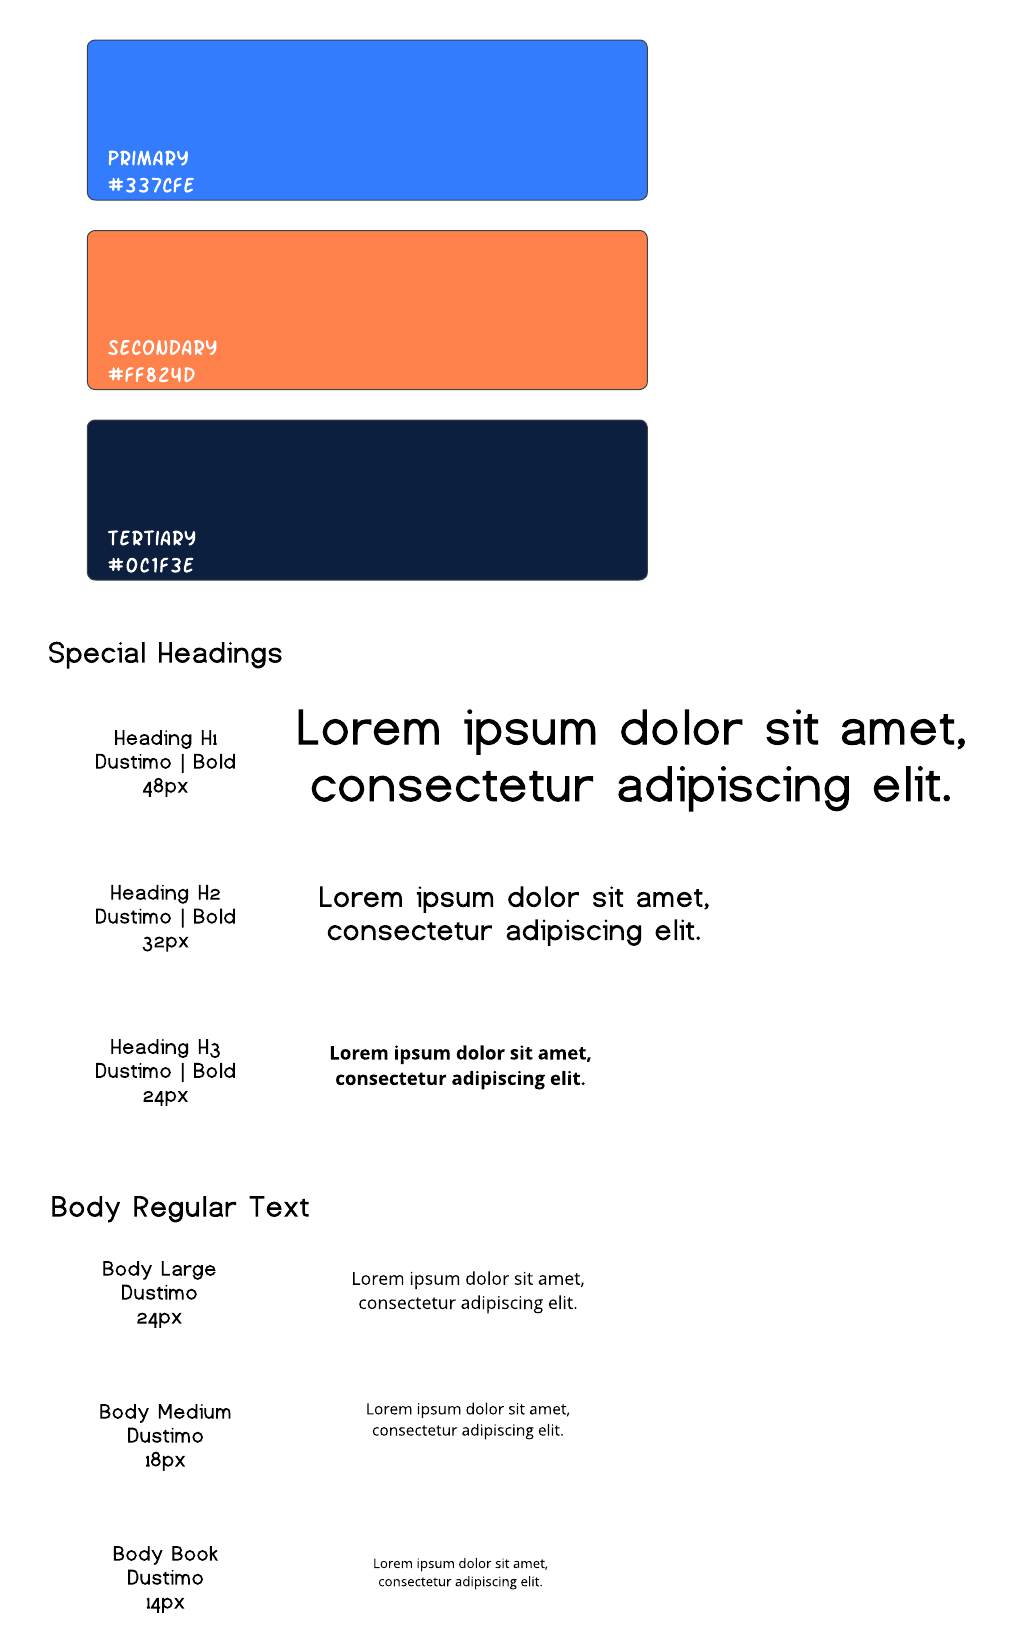 PRIMARY
#337CFE
SECONDARY
#FF824D
TERTIARY
#0C1F3E
Special Headings
Heading H1
Dustimo | Bold
48px
Lorem ipsum dolor sit amet,
consectetur adipiscing elit.
Heading H2
Dustimo | Bold
32px
Lorem ipsum dolor sit amet,
consectetur adipiscing elit.
Heading H3
Dustimo | Bold
24px
Lorem ipsum dolor sit amet,
consectetur adipiscing elit.
Body Regular Text
Body Large
Dustimo
24px
Lorem ipsum dolor sit amet,
consectetur adipiscing elit.
Body Medium
Dustimo
18px
Lorem ipsum dolor sit amet,
consectetur adipiscing elit.
Body Book
Dustimo
14px
Lorem ipsum dolor sit amet,
consectetur adipiscing elit.